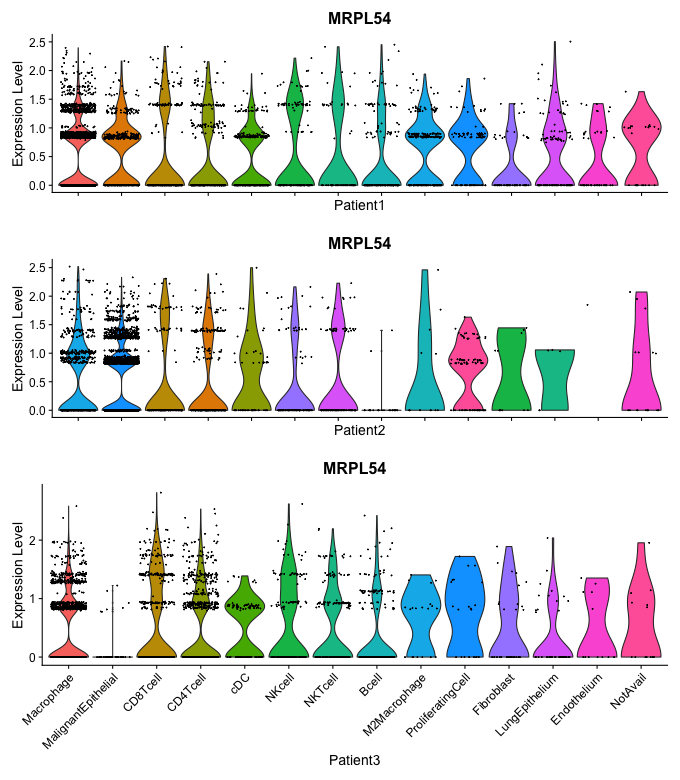 MRPL54
Expression Level
2.5
2.0
1.5
1.0
0.5
0.0
Patient1
MRPL54
Expression Level
2.5
2.0
1.5
1.0
0.5
0.0
Patient2
MRPL54
Expression Level
2
1
0
Macrophage
MalignantEpithelial
CD8Tcell
CD4Tcell
cDC
NKcell
NKTcell
Bcell
M2Macrophage
ProliferatingCell
Fibroblast
LungEpithelium
Endothelium
NotAvail
Patient3